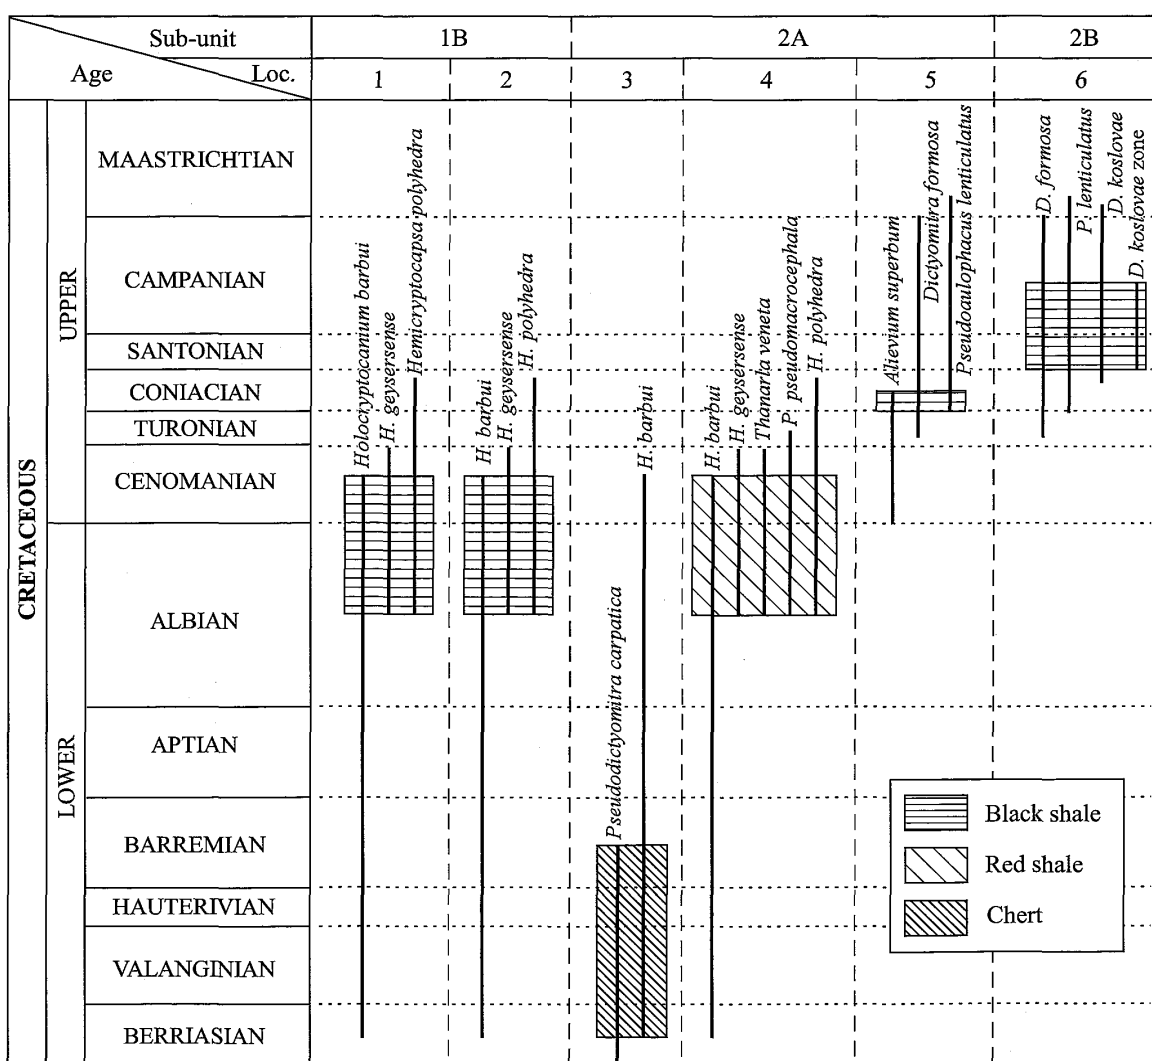 Sub-unit
1B
2A
2B
Age
Loc.
1
2
3
4
5
6
CRETACEOUS
UPPER
LOWER
MAASTRICHTIAN
CAMPANIAN
SANTONIAN
CONIACIAN
TURONIAN
CENOMANIAN
ALBIAN
APTIAN
BARREMIAN
HAUTERIVIAN
VALANGINIAN
BERRIASIAN
Holocryptocanium barbui
H. geysersense
Hemicryptocapsa polyhedra
H. barbui
H. geysersense
H. polyhedra
Pseudodictyomitra carpatica
H. barbui
H. barbui
H. geysersense
Thanarla veneta
P. pseudomacrocephala
H. polyhedra
Alievium superbum
Dictyomitra formosa
Pseudoaulophacus lenticulatus
D. formosa
P. lenticulatus
D. koslovae
D. koslovae zone
Black shale
Red shale
Chert